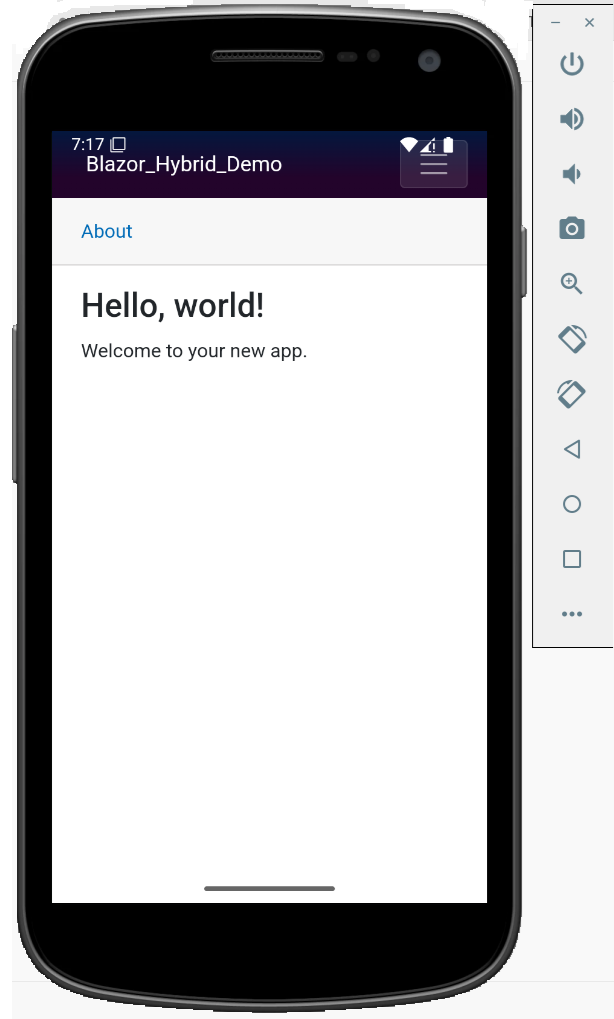 7:17
Blazor_Hybrid_Demo
About
Hello, world!
Welcome to your new app.